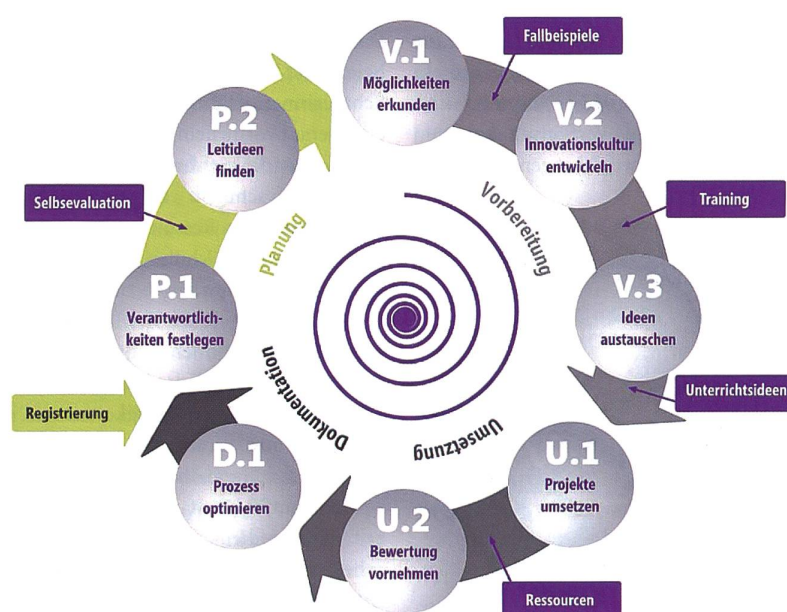 Fallbeispiele
V.1
Möglichkeiten
erkunden
V.2
Innovationskultur
entwickeln
P.2
Leitideen
finden
Selbsevaluation
Training
Planung
Vorbereitung
P.1
Verantwortlich-
keiten festlegen
V.3
Ideen
austauschen
Unterrichtsideen
Registrierung
Dokumentation
Umsetzung
D.1
Prozess
optimieren
U.1
Projekte
umsetzen
U.2
Bewertung
vornehmen
Ressourcen